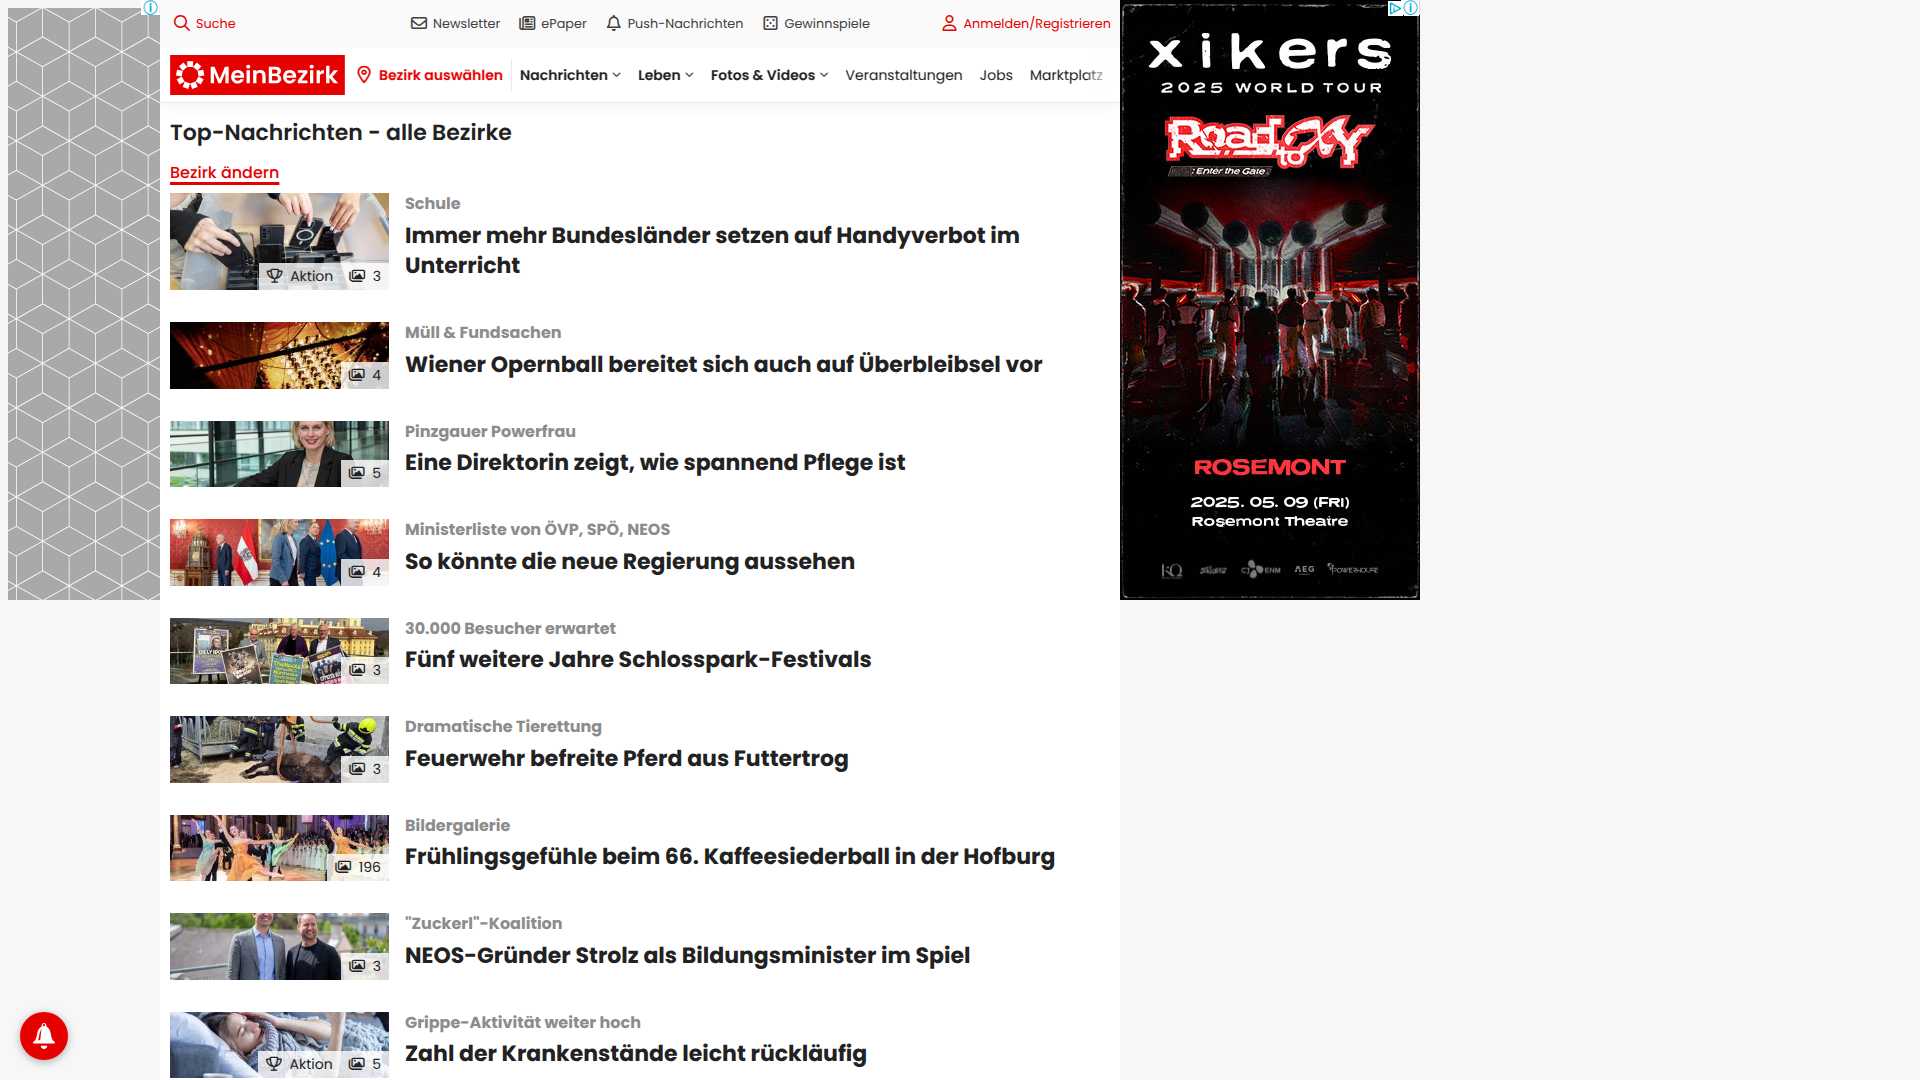 Suche
Newsletter
ePaper
Push-Nachrichten
Gewinnspiele
Anmelden/Registrieren
MeinBezirk
Bezirk auswählen
Nachrichten
Leben
Fotos & Videos
Veranstaltungen
Jobs
Marktplatz
Top-Nachrichten - alle Bezirke
Bezirk ändern
Aktion 3
Schule
Immer mehr Bundesländer setzen auf Handyverbot im
Unterricht
4
Müll & Fundsachen
Wiener Opernball bereitet sich auch auf Überbleibsel vor
5
Pinzgauer Powerfrau
Eine Direktorin zeigt, wie spannend Pflege ist
4
Ministerliste von ÖVP, SPÖ, NEOS
So könnte die neue Regierung aussehen
3
30.000 Besucher erwartet
Fünf weitere Jahre Schlosspark-Festivals
3
Dramatische Tierettung
Feuerwehr befreite Pferd aus Futtertrog
196
Bildergalerie
Frühlingsgefühle beim 66. Kaffeesiederball in der Hofburg
3
"Zuckerl"-Koalition
NEOS-Gründer Strolz als Bildungsminister im Spiel
Aktion 5
Grippe-Aktivität weiter hoch
Zahl der Krankenstände leicht rückläufig
xikers
2025 WORLD TOUR
Road to XY
: Enter the Gate
ROSEMONT
2025. 05. 09 (FRI)
Rosemont Theatre
CJ ENM
AEG
POWERHOUSE